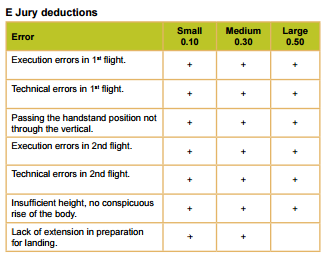 E Jury deductions
Error Small Medium Large
0.10 0.30 0.50
Execution errors in 1st flight. + + +
Technical errors in 1st flight. + + +
Passing the handstand position not
through the vertical. + + +
Execution errors in 2nd flight. + + +
Technical errors in 2nd flight. + + +
Insufficient height, no conspicuous
rise of the body. + + +
Lack of extension in preparation
for landing. + +